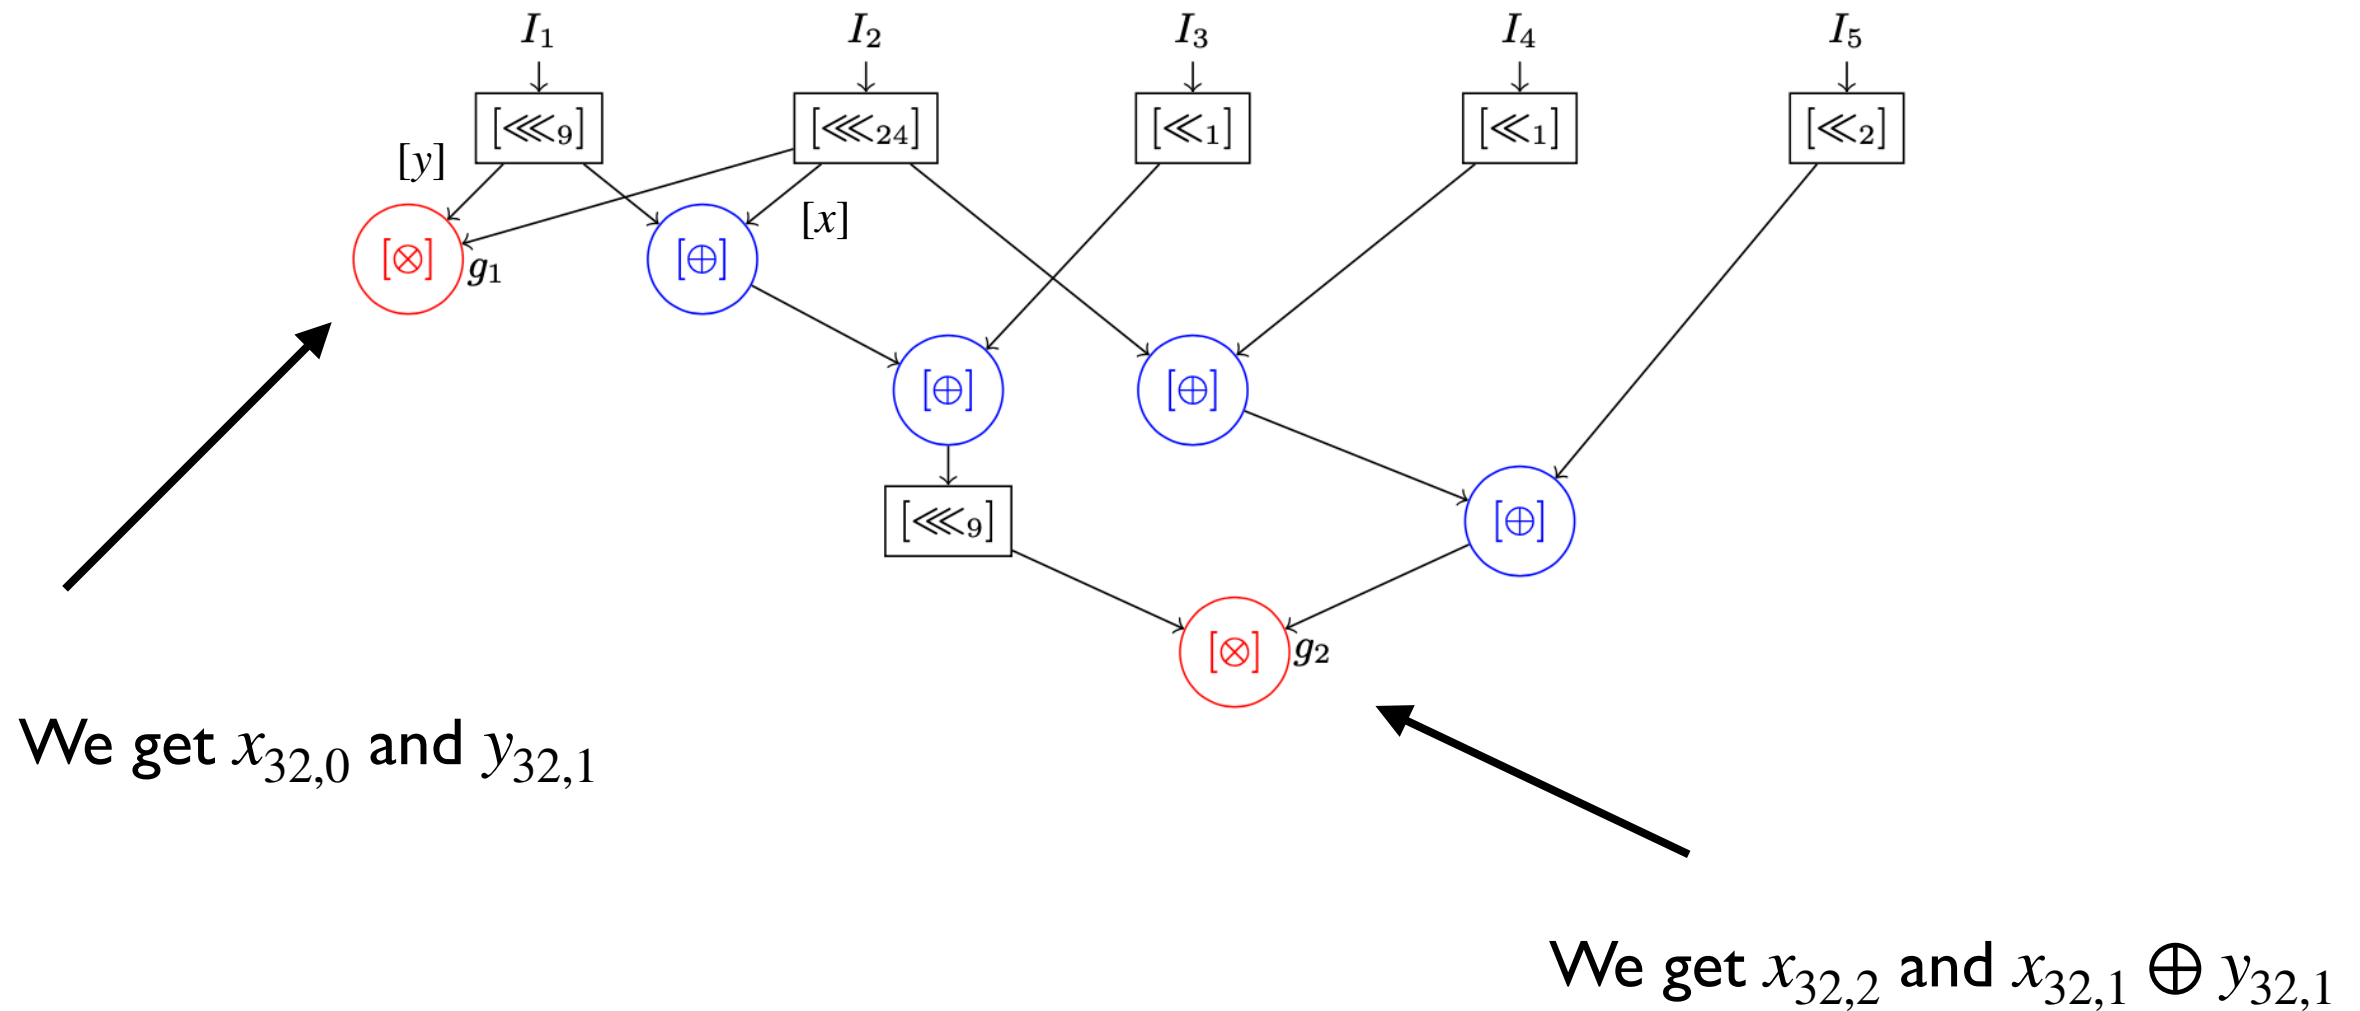 I₁ I₂ I₃ I₄ I₅
[⋘₉] [⋘₂₄] [≪₁] [≪₁] [≪₂]
[y]
[x]
[⊗] g₁ [⊕]
[⊕] [⊕]
[⋘₉] [⊕]
[⊗] g₂
We get x₃₂,₀ and y₃₂,₁
We get x₃₂,₂ and x₃₂,₁ ⊕ y₃₂,₁